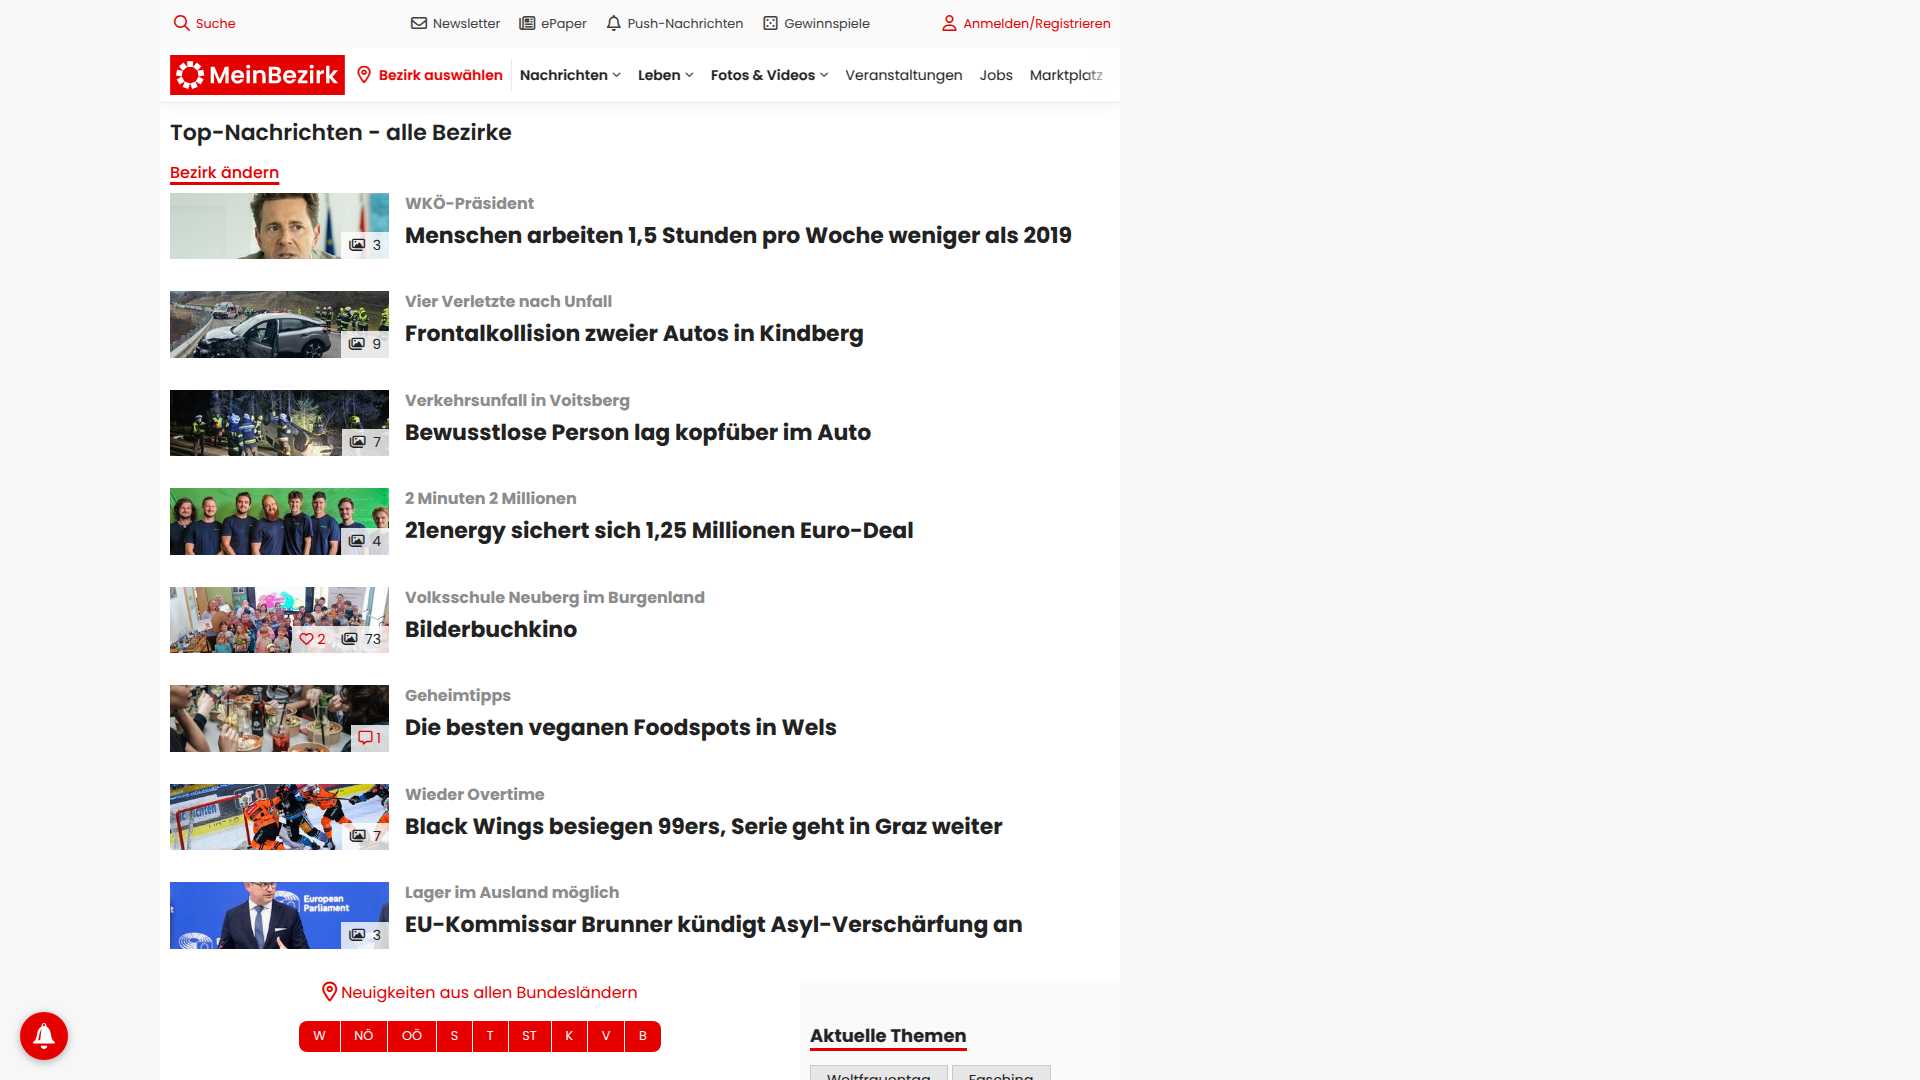 Suche
Newsletter
ePaper
Push-Nachrichten
Gewinnspiele
Anmelden/Registrieren
MeinBezirk
Bezirk auswählen
Nachrichten
Leben
Fotos & Videos
Veranstaltungen
Jobs
Marktplatz
Top-Nachrichten - alle Bezirke
Bezirk ändern
3
WKÖ-Präsident
Menschen arbeiten 1,5 Stunden pro Woche weniger als 2019
9
Vier Verletzte nach Unfall
Frontalkollision zweier Autos in Kindberg
7
Verkehrsunfall in Voitsberg
Bewusstlose Person lag kopfüber im Auto
4
2 Minuten 2 Millionen
21energy sichert sich 1,25 Millionen Euro-Deal
2
73
Volksschule Neuberg im Burgenland
Bilderbuchkino
1
Geheimtipps
Die besten veganen Foodspots in Wels
7
Wieder Overtime
Black Wings besiegen 99ers, Serie geht in Graz weiter
European
Parliament
3
Lager im Ausland möglich
EU-Kommissar Brunner kündigt Asyl-Verschärfung an
Neuigkeiten aus allen Bundesländern
W
NÖ
OÖ
S
T
ST
K
V
B
Aktuelle Themen
Weltfrauentag
Fasching